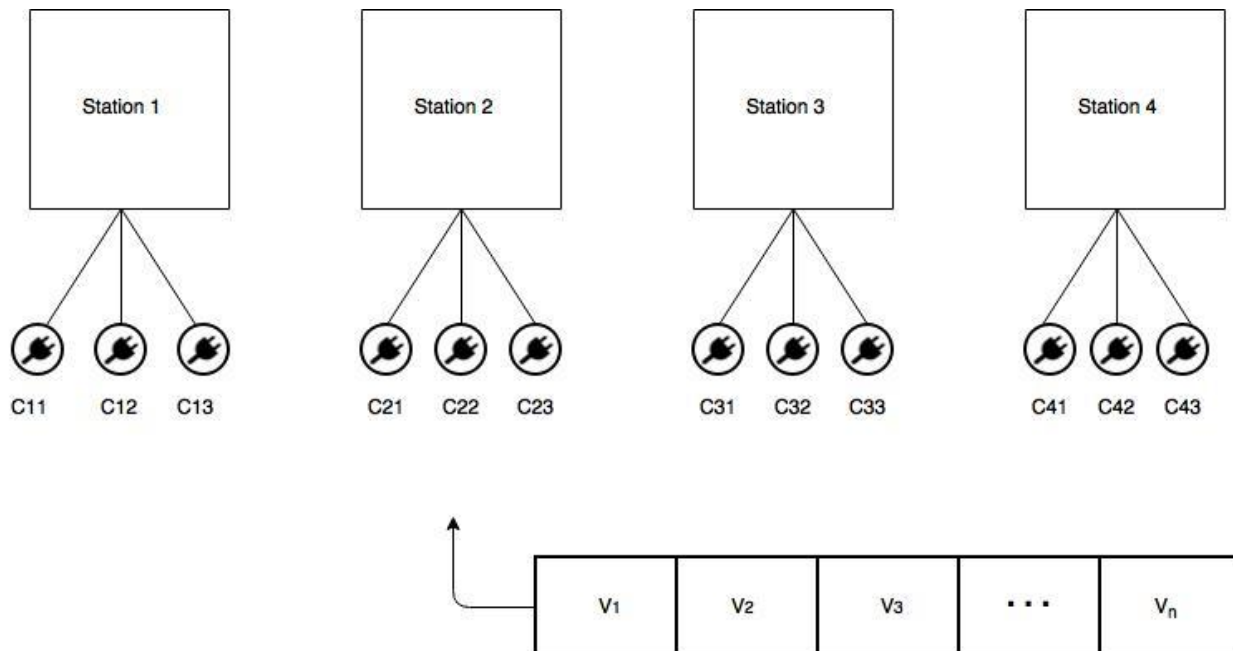 Station 1 Station 2 Station 3 Station 4
C11 C12 C13 C21 C22 C23 C31 C32 C33 C41 C42 C43
V1 V2 V3 ... Vn